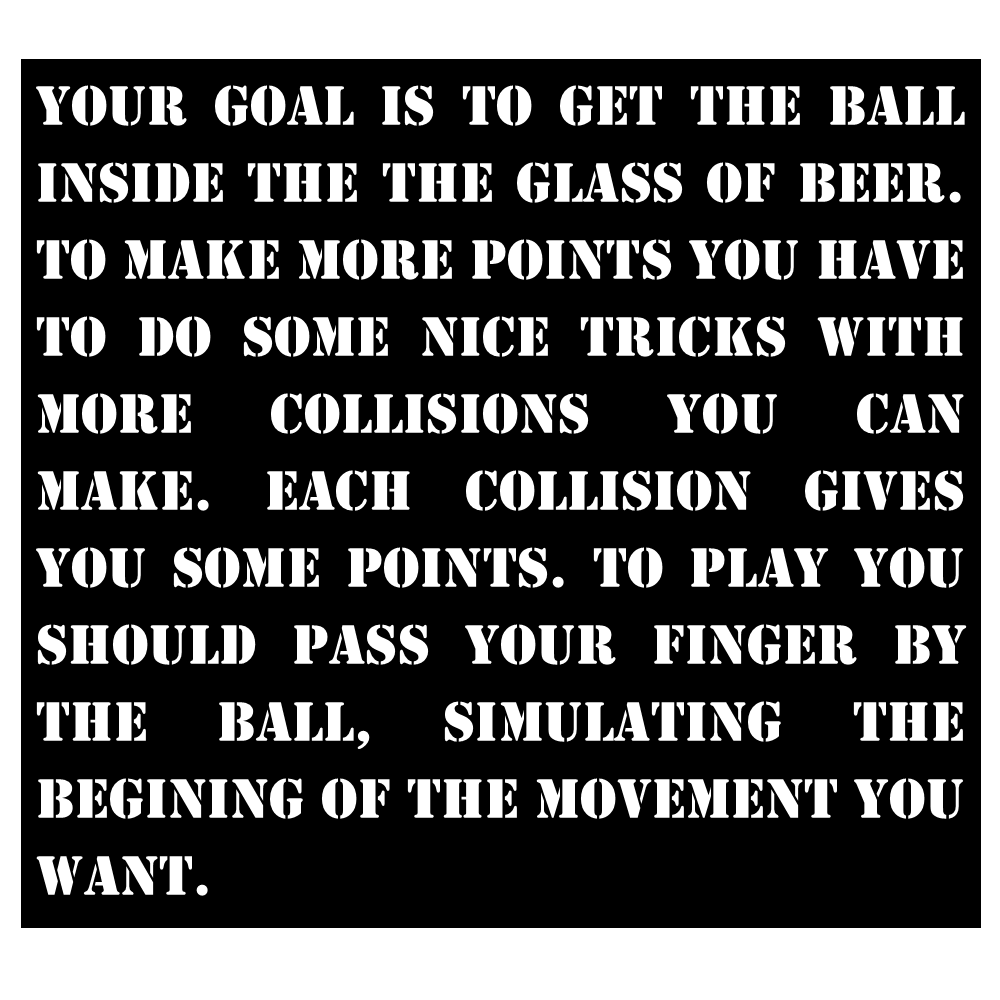 YOUR GOAL IS TO GET THE BALL
INSIDE THE THE GLASS OF BEER.
TO MAKE MORE POINTS YOU HAVE
TO DO SOME NICE TRICKS WITH
MORE COLLISIONS YOU CAN
MAKE. EACH COLLISION GIVES
YOU SOME POINTS. TO PLAY YOU
SHOULD PASS YOUR FINGER BY
THE BALL, SIMULATING THE
BEGINING OF THE MOVEMENT YOU
WANT.